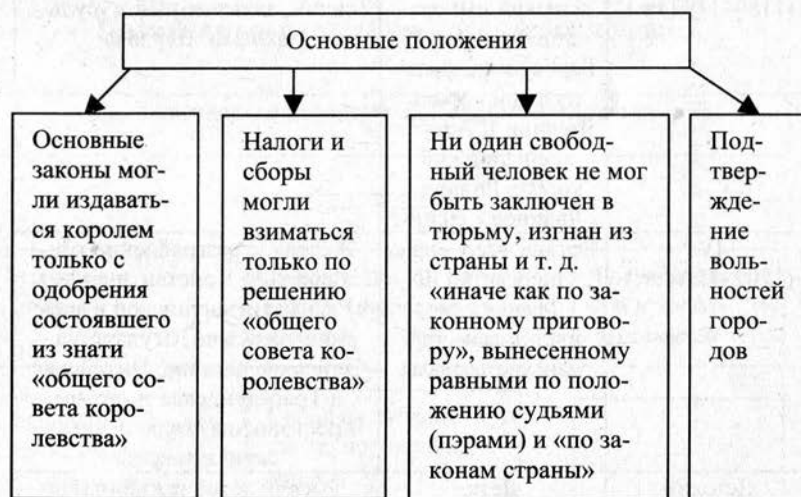 Основные положения
Основные
законы мог-
ли издавать-
ся королем
только с
одобрения
состоявшего
из знати
«общего со-
вета коро-
левства»
Налоги и
сборы
могли
взиматься
только по
решению
«общего
совета ко-
ролевства»
Ни один свобод-
ный человек не мог
быть заключен в
тюрьму, изгнан из
страны и т. д.
«иначе как по за-
конному пригово-
ру», вынесенному
равными по поло-
жению судьями
(пэрами) и «по за-
конам страны»
Под-
твер-
жде-
ние
воль-
ностей
горо-
дов